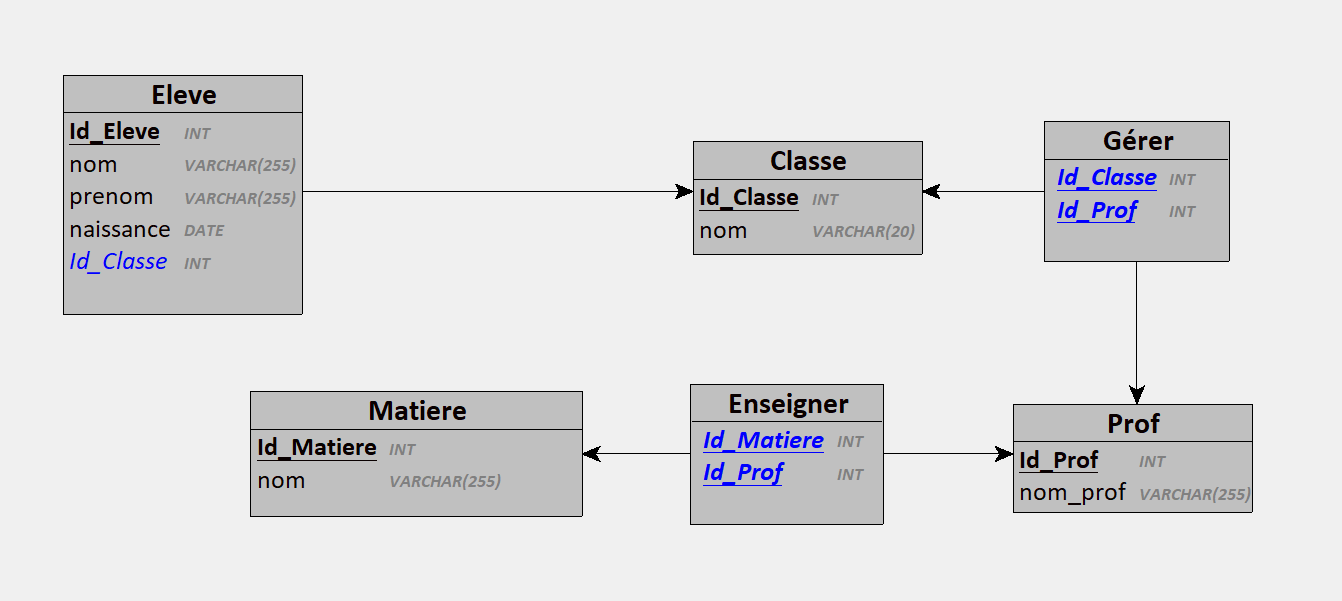 Eleve
Id_Eleve INT
nom VARCHAR(255)
prenom VARCHAR(255)
naissance DATE
Id_Classe INT
Classe
Id_Classe INT
nom VARCHAR(20)
Gérer
Id_Classe INT
Id_Prof INT
Matiere
Id_Matiere INT
nom VARCHAR(255)
Enseigner
Id_Matiere INT
Id_Prof INT
Prof
Id_Prof INT
nom_prof VARCHAR(255)